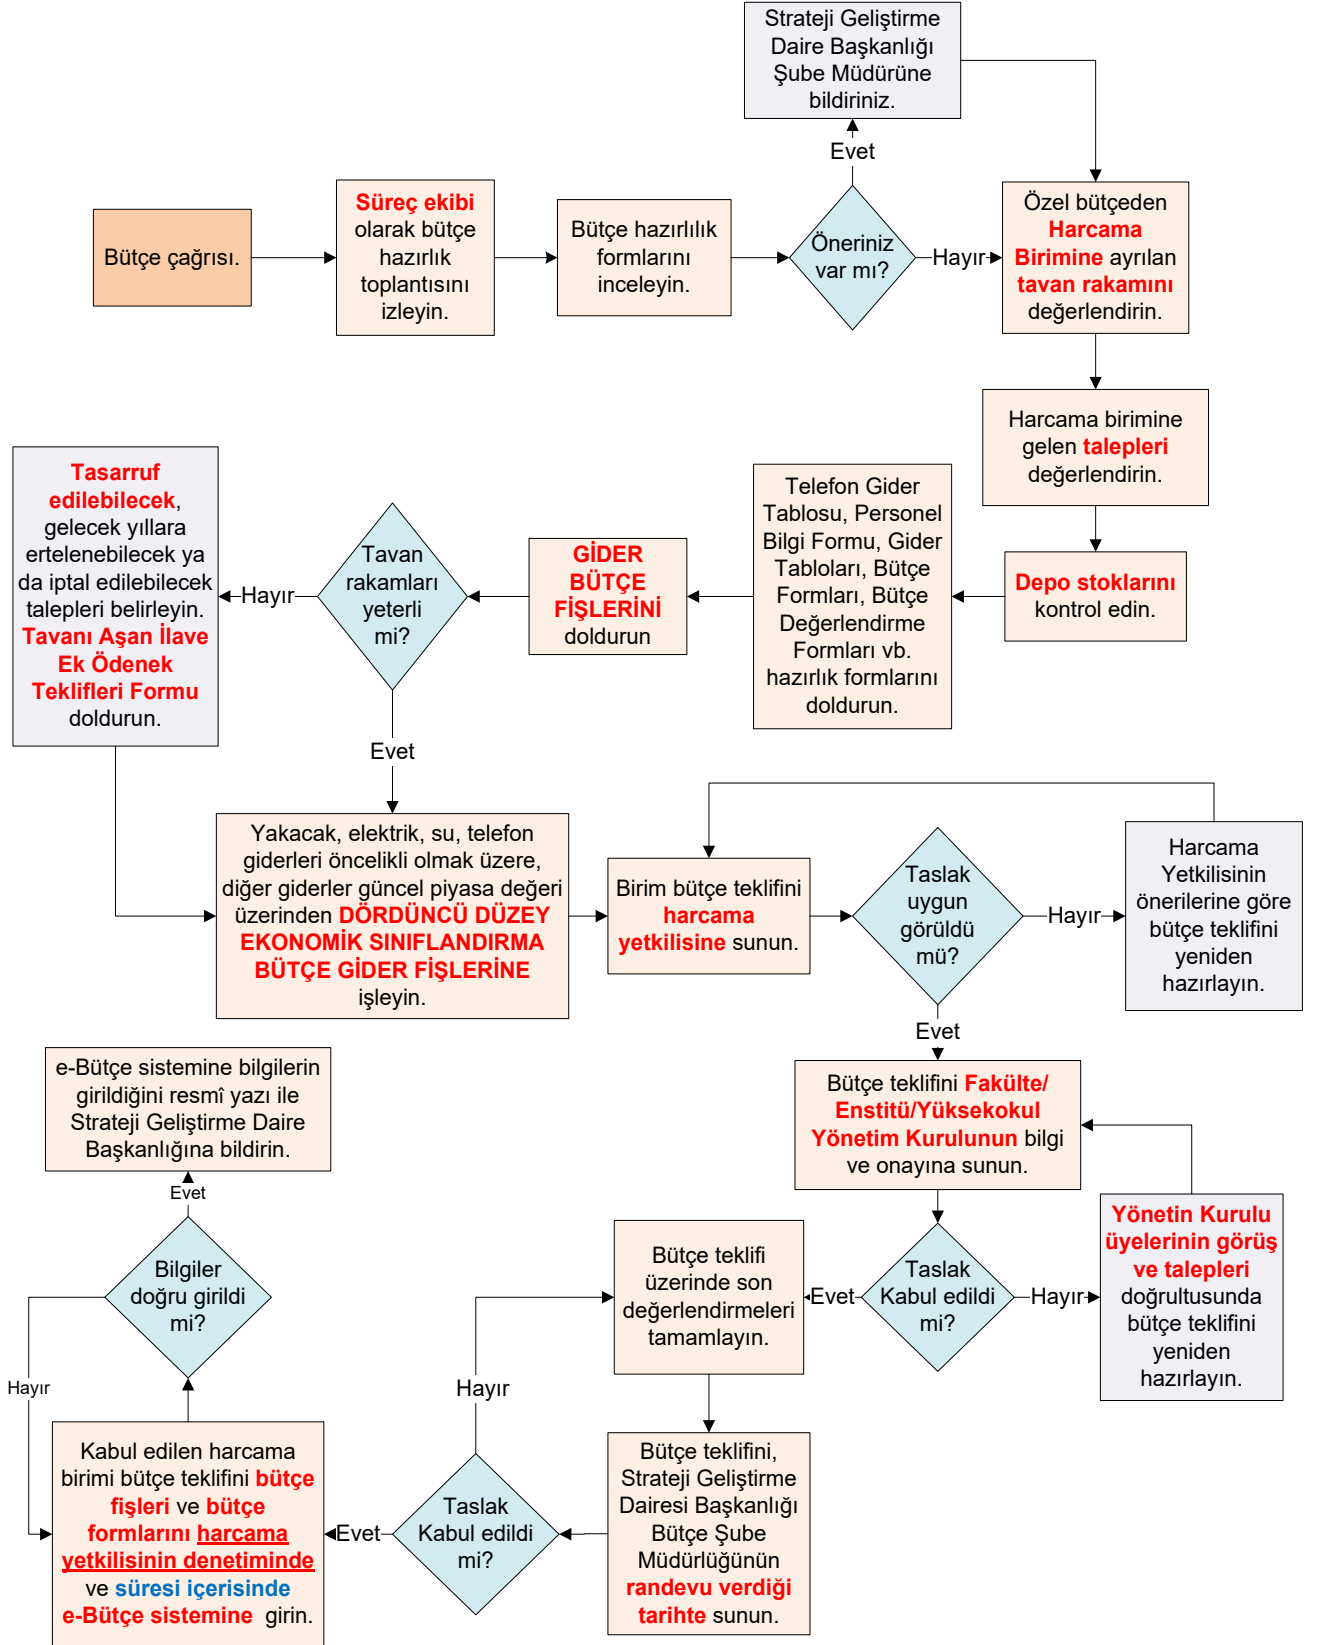 Strateji Geliştirme
Daire Başkanlığı
Şube Müdürüne
bildiriniz.
Evet
Bütçe çağrısı.
Süreç ekibi
olarak bütçe
hazırlık
toplantısını
izleyin.
Bütçe hazırlılık
formlarını
inceleyin.
Öneriniz
var mı?
Hayır
Özel bütçeden
Harcama
Birimine ayrılan
tavan rakamını
değerlendirin.
Harcama birimine
gelen talepleri
değerlendirin.
Depo stoklarını
kontrol edin.
Telefon Gider
Tablosu, Personel
Bilgi Formu, Gider
Tabloları, Bütçe
Formları, Bütçe
Değerlendirme
Formları vb.
hazırlık formlarını
doldurun.
GİDER
BÜTÇE
FİŞLERİNİ
doldurun
Tavan
rakamları
yeterli
mi?
Hayır
Tasarruf
edilebilecek,
gelecek yıllara
ertelenebilecek ya
da iptal edilebilecek
talepleri belirleyin.
Tavanı Aşan İlave
Ek Ödenek
Teklifleri Formu
doldurun.
Evet
Yakacak, elektrik, su, telefon
giderleri öncelikli olmak üzere,
diğer giderler güncel piyasa değeri
üzerinden DÖRDÜNCÜ DÜZEY
EKONOMİK SINIFLANDIRMA
BÜTÇE GİDER FİŞLERİNE
işleyin.
Birim bütçe teklifini
harcama
yetkilisine sunun.
Taslak
uygun
görüldü
mü?
Hayır
Harcama
Yetkilisinin
önerilerine göre
bütçe teklifini
yeniden
hazırlayın.
Evet
Bütçe teklifini Fakülte/
Enstitü/Yüksekokul
Yönetim Kurulunun bilgi
ve onayına sunun.
Taslak
Kabul edildi
mi?
Hayır
Yönetin Kurulu
üyelerinin görüş
ve talepleri
doğrultusunda
bütçe teklifini
yeniden
hazırlayın.
Evet
Bütçe teklifi
üzerinde son
değerlendirmeleri
tamamlayın.
Bütçe teklifini,
Strateji Geliştirme
Dairesi Başkanlığı
Bütçe Şube
Müdürlüğünün
randevu verdiği
tarihte sunun.
Taslak
Kabul edildi
mi?
Hayır
Evet
Kabul edilen harcama
birimi bütçe teklifini bütçe
fişleri ve bütçe
formlarını harcama
yetkilisinin denetiminde
ve süresi içerisinde
e-Bütçe sistemine girin.
Bilgiler
doğru girildi
mi?
Hayır
Evet
e-Bütçe sistemine bilgilerin
girildiğini resmî yazı ile
Strateji Geliştirme Daire
Başkanlığına bildirin.